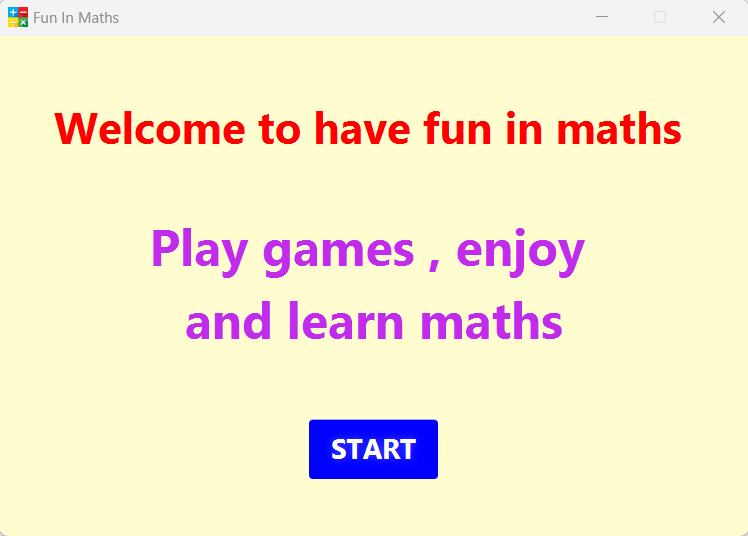 Fun In Maths
Welcome to have fun in maths
Play games , enjoy
and learn maths
START